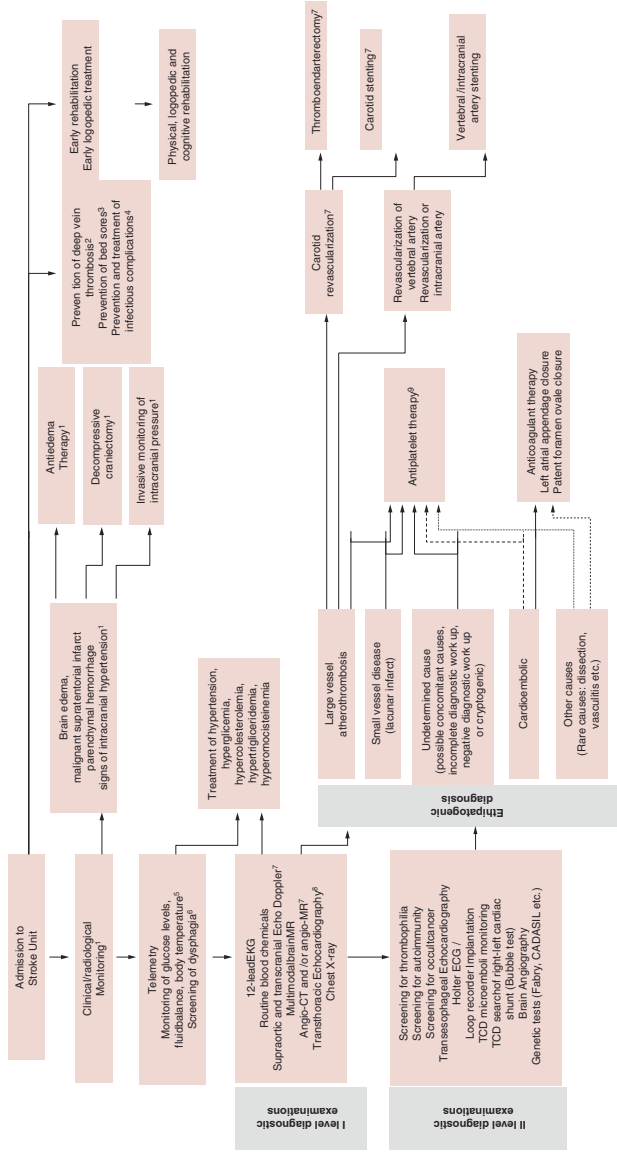 Admission to
Stroke Unit
Clinical/radiological
Monitoring1
Telemetry
Monitoring of glucose levels,
fluidbalance, body temperature5
Screening of dysphagia6
I level diagnostic
examinations
12-leadEKG
Routine blood chemicals
Supraortic and transcranial Echo Doppler7
MultimodalbrainMR
Angio-CT and /or angio-MR7
Transthoracic Echocardiography8
Chest X-ray
II level diagnostic
examinations
Screening for thrombophilia
Screening for autoimmunity
Screening for occultcancer
Transesophageal Echocardiography
Holter ECG /
Loop recorder Implantation
TCD microemboli monitoring
TCD searchof right-left cardiac
shunt (Bubble test)
Brain Angiography
Genetic tests (Fabry, CADASIL etc.)
Brain edema,
malignant supratentorial infarct
parenchymal hemorrhage
signs of intracranial hypertension1
Treatment of hypertension,
hyperglicemia,
hypercolesterolemia,
hypertrigliceridemia,
hyperomocisteinemia
Ethipatogenic
diagnosis
Large vessel
atherothrombosis
Small vessel disease
(lacunar infarct)
Undetermined cause
(possible concomitant causes,
incomplete diagnostic work up,
negative diagnostic work up
or cryptogenic)
Cardioembolic
Other causes
(Rare causes: dissection,
vasculitis etc.)
Antiedema
Therapy1
Decompressive
craniectomy1
Invasive monitoring of
intracranial pressure1
Antiplatelet therapy9
Anticoagulant therapy
Left atrial appendage closure
Patent foramen ovale closure
Preven tion of deep vein
thrombosis2
Prevention of bed sores3
Prevention and treatment of
infectious complications4
Carotid
revascularization7
Revascularization of
vertebral artery
Revascularization or
intracranial artery
Early rehabilitation
Early logopedic treatment
Physical, logopedic and
cognitive rehabilitation
Thromboendarterectomy7
Carotid stenting7
Vertebral /intracranial
artery stenting